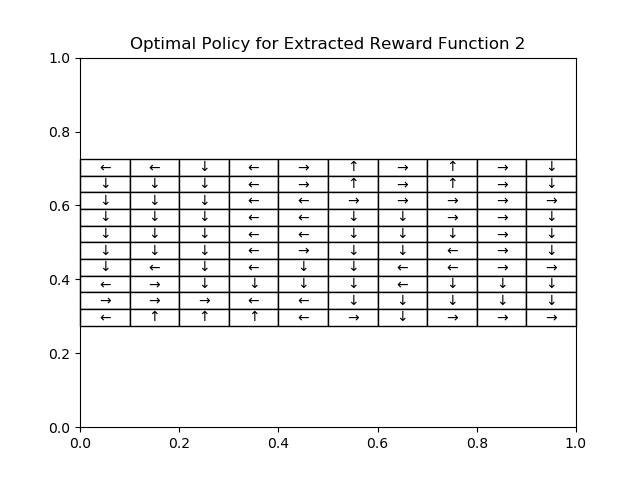 Optimal Policy for Extracted Reward Function 2
1.0
0.8
← ← ↓ ← → ↑ → ↑ → ↓
↓ ↓ ↓ ← → ↑ → ↑ → ↓
0.6
↓ ↓ ↓ ← ← → → → → →
↓ ↓ ↓ ← ← ↓ ↓ → → ↓
↓ ↓ ↓ ← ← ↓ ↓ ↓ → ↓
↓ ↓ ↓ ← → ↓ ↓ ← → ↓
↓ ← ↓ ← ↓ ↓ ← ← → →
0.4
← → ↓ ↓ ↓ ↓ ← ↓ ↓ ↓
→ → → ← ← ↓ ↓ ↓ ↓ ↓
← ↑ ↑ ↑ ← → ↓ → → →
0.2
0.0
0.0 0.2 0.4 0.6 0.8 1.0